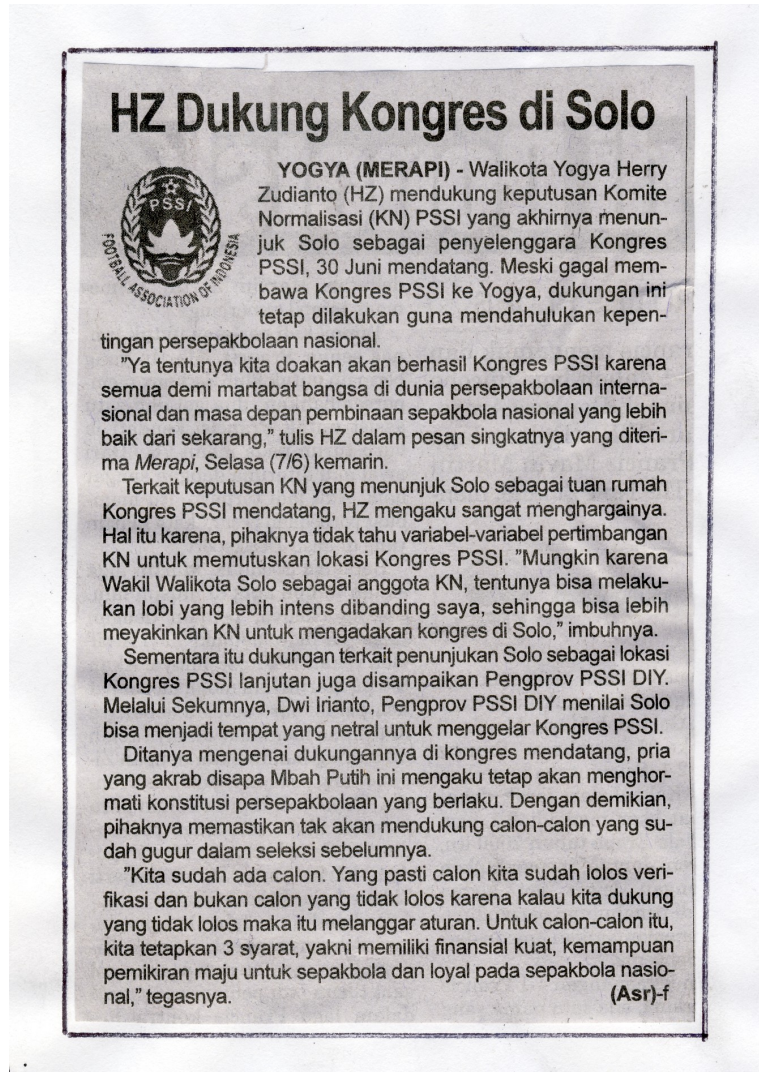 HZ Dukung Kongres di Solo
PSSI
FOOTBALL ASSOCIATION OF INDONESIA
YOGYA (MERAPI) - Walikota Yogya Herry
Zudianto (HZ) mendukung keputusan Komite
Normalisasi (KN) PSSI yang akhirnya menun-
juk Solo sebagai penyelenggara Kongres
PSSI, 30 Juni mendatang. Meski gagal mem-
bawa Kongres PSSI ke Yogya, dukungan ini
tetap dilakukan guna mendahulukan kepen-
tingan persepakbolaan nasional.
"Ya tentunya kita doakan akan berhasil Kongres PSSI karena
semua demi martabat bangsa di dunia persepakbolaan interna-
sional dan masa depan pembinaan sepakbola nasional yang lebih
baik dari sekarang," tulis HZ dalam pesan singkatnya yang diteri-
ma Merapi, Selasa (7/6) kemarin.
Terkait keputusan KN yang menunjuk Solo sebagai tuan rumah
Kongres PSSI mendatang, HZ mengaku sangat menghargainya.
Hal itu karena, pihaknya tidak tahu variabel-variabel pertimbangan
KN untuk memutuskan lokasi Kongres PSSI. "Mungkin karena
Wakil Walikota Solo sebagai anggota KN, tentunya bisa melaku-
kan lobi yang lebih intens dibanding saya, sehingga bisa lebih
meyakinkan KN untuk mengadakan kongres di Solo," imbuhnya.
Sementara itu dukungan terkait penunjukan Solo sebagai lokasi
Kongres PSSI lanjutan juga disampaikan Pengprov PSSI DIY.
Melalui Sekumnya, Dwi Irianto, Pengprov PSSI DIY menilai Solo
bisa menjadi tempat yang netral untuk menggelar Kongres PSSI.
Ditanya mengenai dukungannya di kongres mendatang, pria
yang akrab disapa Mbah Putih ini mengaku tetap akan menghor-
mati konstitusi persepakbolaan yang berlaku. Dengan demikian,
pihaknya memastikan tak akan mendukung calon-calon yang su-
dah gugur dalam seleksi sebelumnya.
"Kita sudah ada calon. Yang pasti calon kita sudah lolos veri-
fikasi dan bukan calon yang tidak lolos karena kalau kita dukung
yang tidak lolos maka itu melanggar aturan. Untuk calon-calon itu,
kita tetapkan 3 syarat, yakni memiliki finansial kuat, kemampuan
pemikiran maju untuk sepakbola dan loyal pada sepakbola nasio-
nal," tegasnya. (Asr)-f